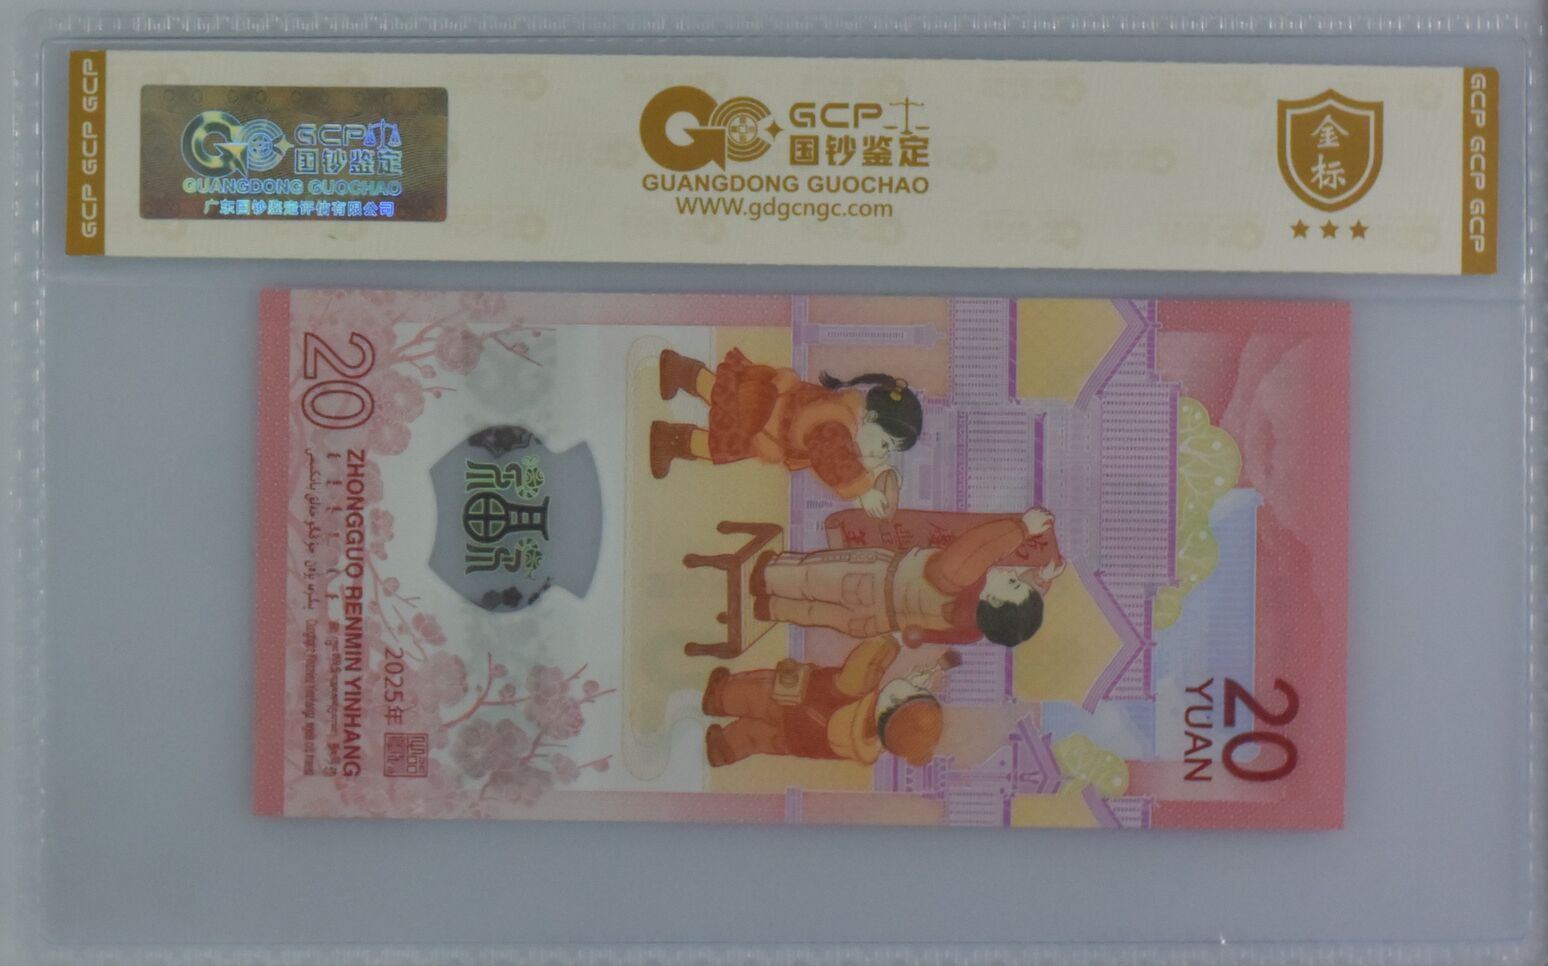 GCP GCP GCP
GCP
国钞鉴定
GUANGDONG GUOCHAO
广东国钞鉴定评估有限公司
GCP
国钞鉴定
GUANGDONG GUOCHAO
WWW.gdgcngc.com
金
标
GCP GCP GCP
20
ZHONGGUO RENMIN YINHANG
2025年
20
YUAN